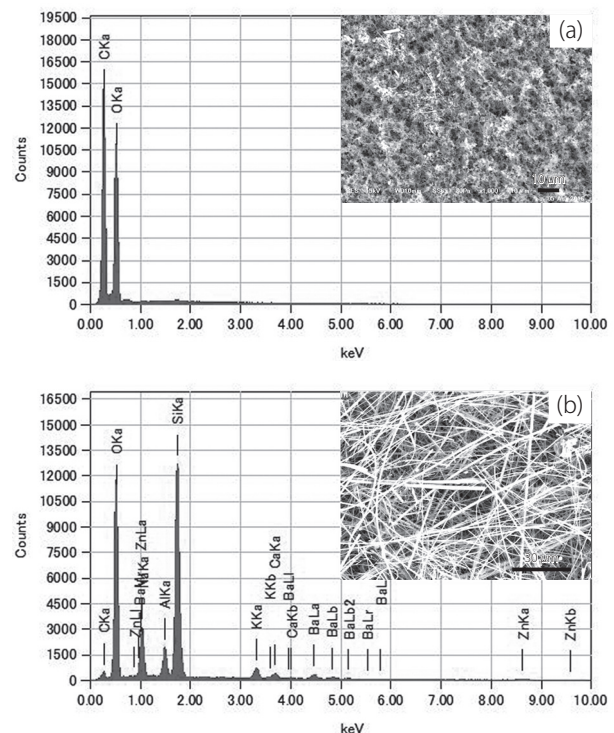 19500
18000
16500
15000
13500
12000
10500
9000
7500
6000
4500
3000
1500
0
Counts
CKa
OKa
(a)
10 μm
0.00 1.00 2.00 3.00 4.00 5.00 6.00 7.00 8.00 9.00 10.00
keV
16500
15000
13500
12000
10500
9000
7500
6000
4500
3000
1500
0
Counts
CKa
OKa
ZnLl
ZnLa
AlKa
SiKa
KKa
KKb
CaKa
CaKb
BaLl
BaLa
BaLb
BaLb2
BaLr
BaL
ZnKa
ZnKb
(b)
0.00 1.00 2.00 3.00 4.00 5.00 6.00 7.00 8.00 9.00 10.00
keV